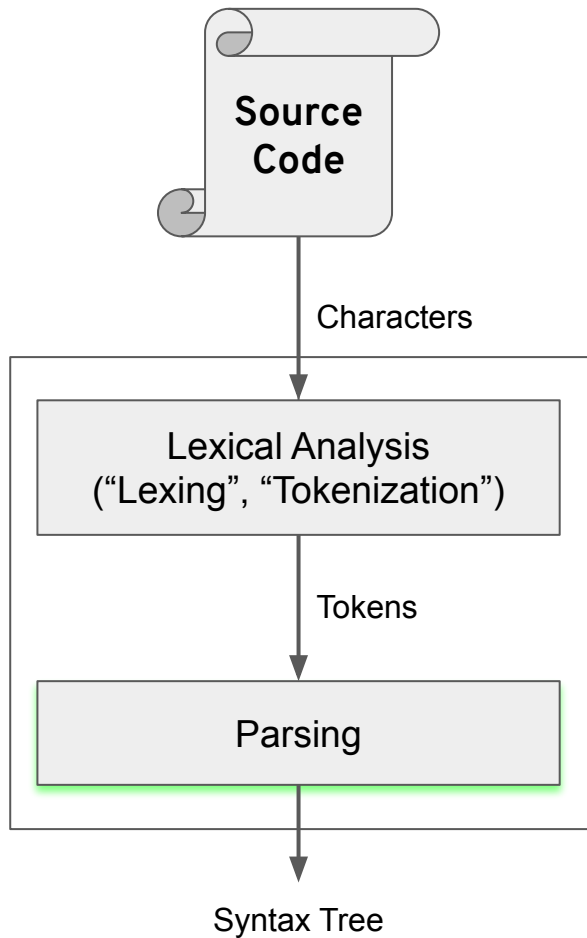 Source
Code
Characters
Lexical Analysis
(“Lexing”, “Tokenization”)
Tokens
Parsing
Syntax Tree